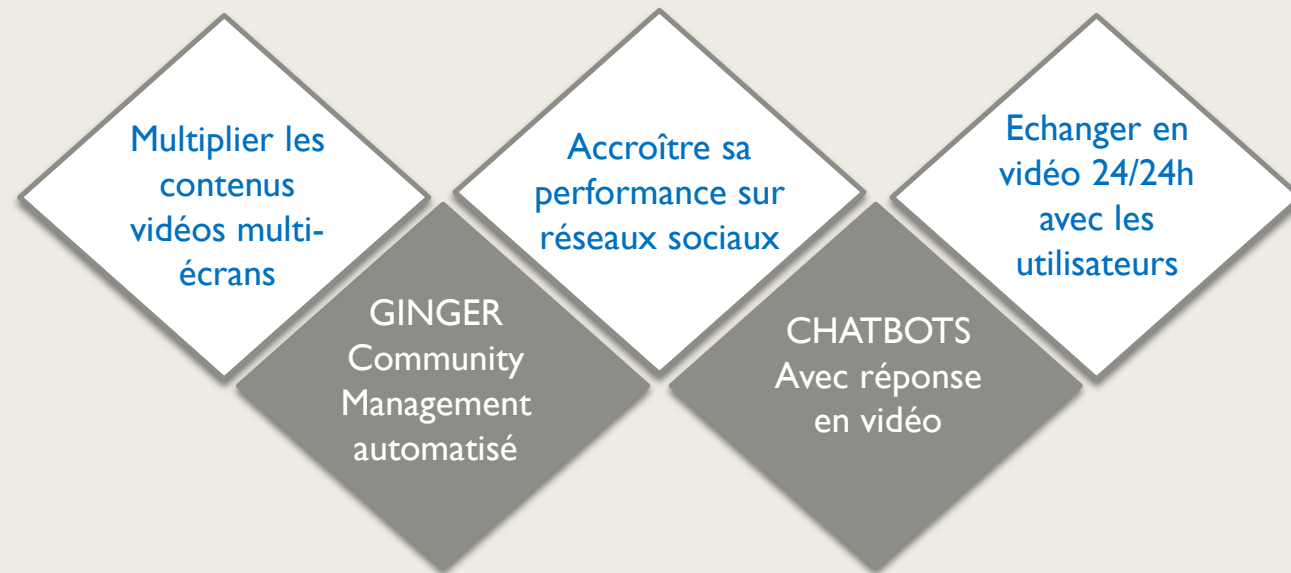 Multiplier les
contenus
vidéos multi-
écrans
GINGER
Community
Management
automatisé
Accroître sa
performance sur
réseaux sociaux
CHATBOTS
Avec réponse
en vidéo
Echanger en
vidéo 24/24h
avec les
utilisateurs